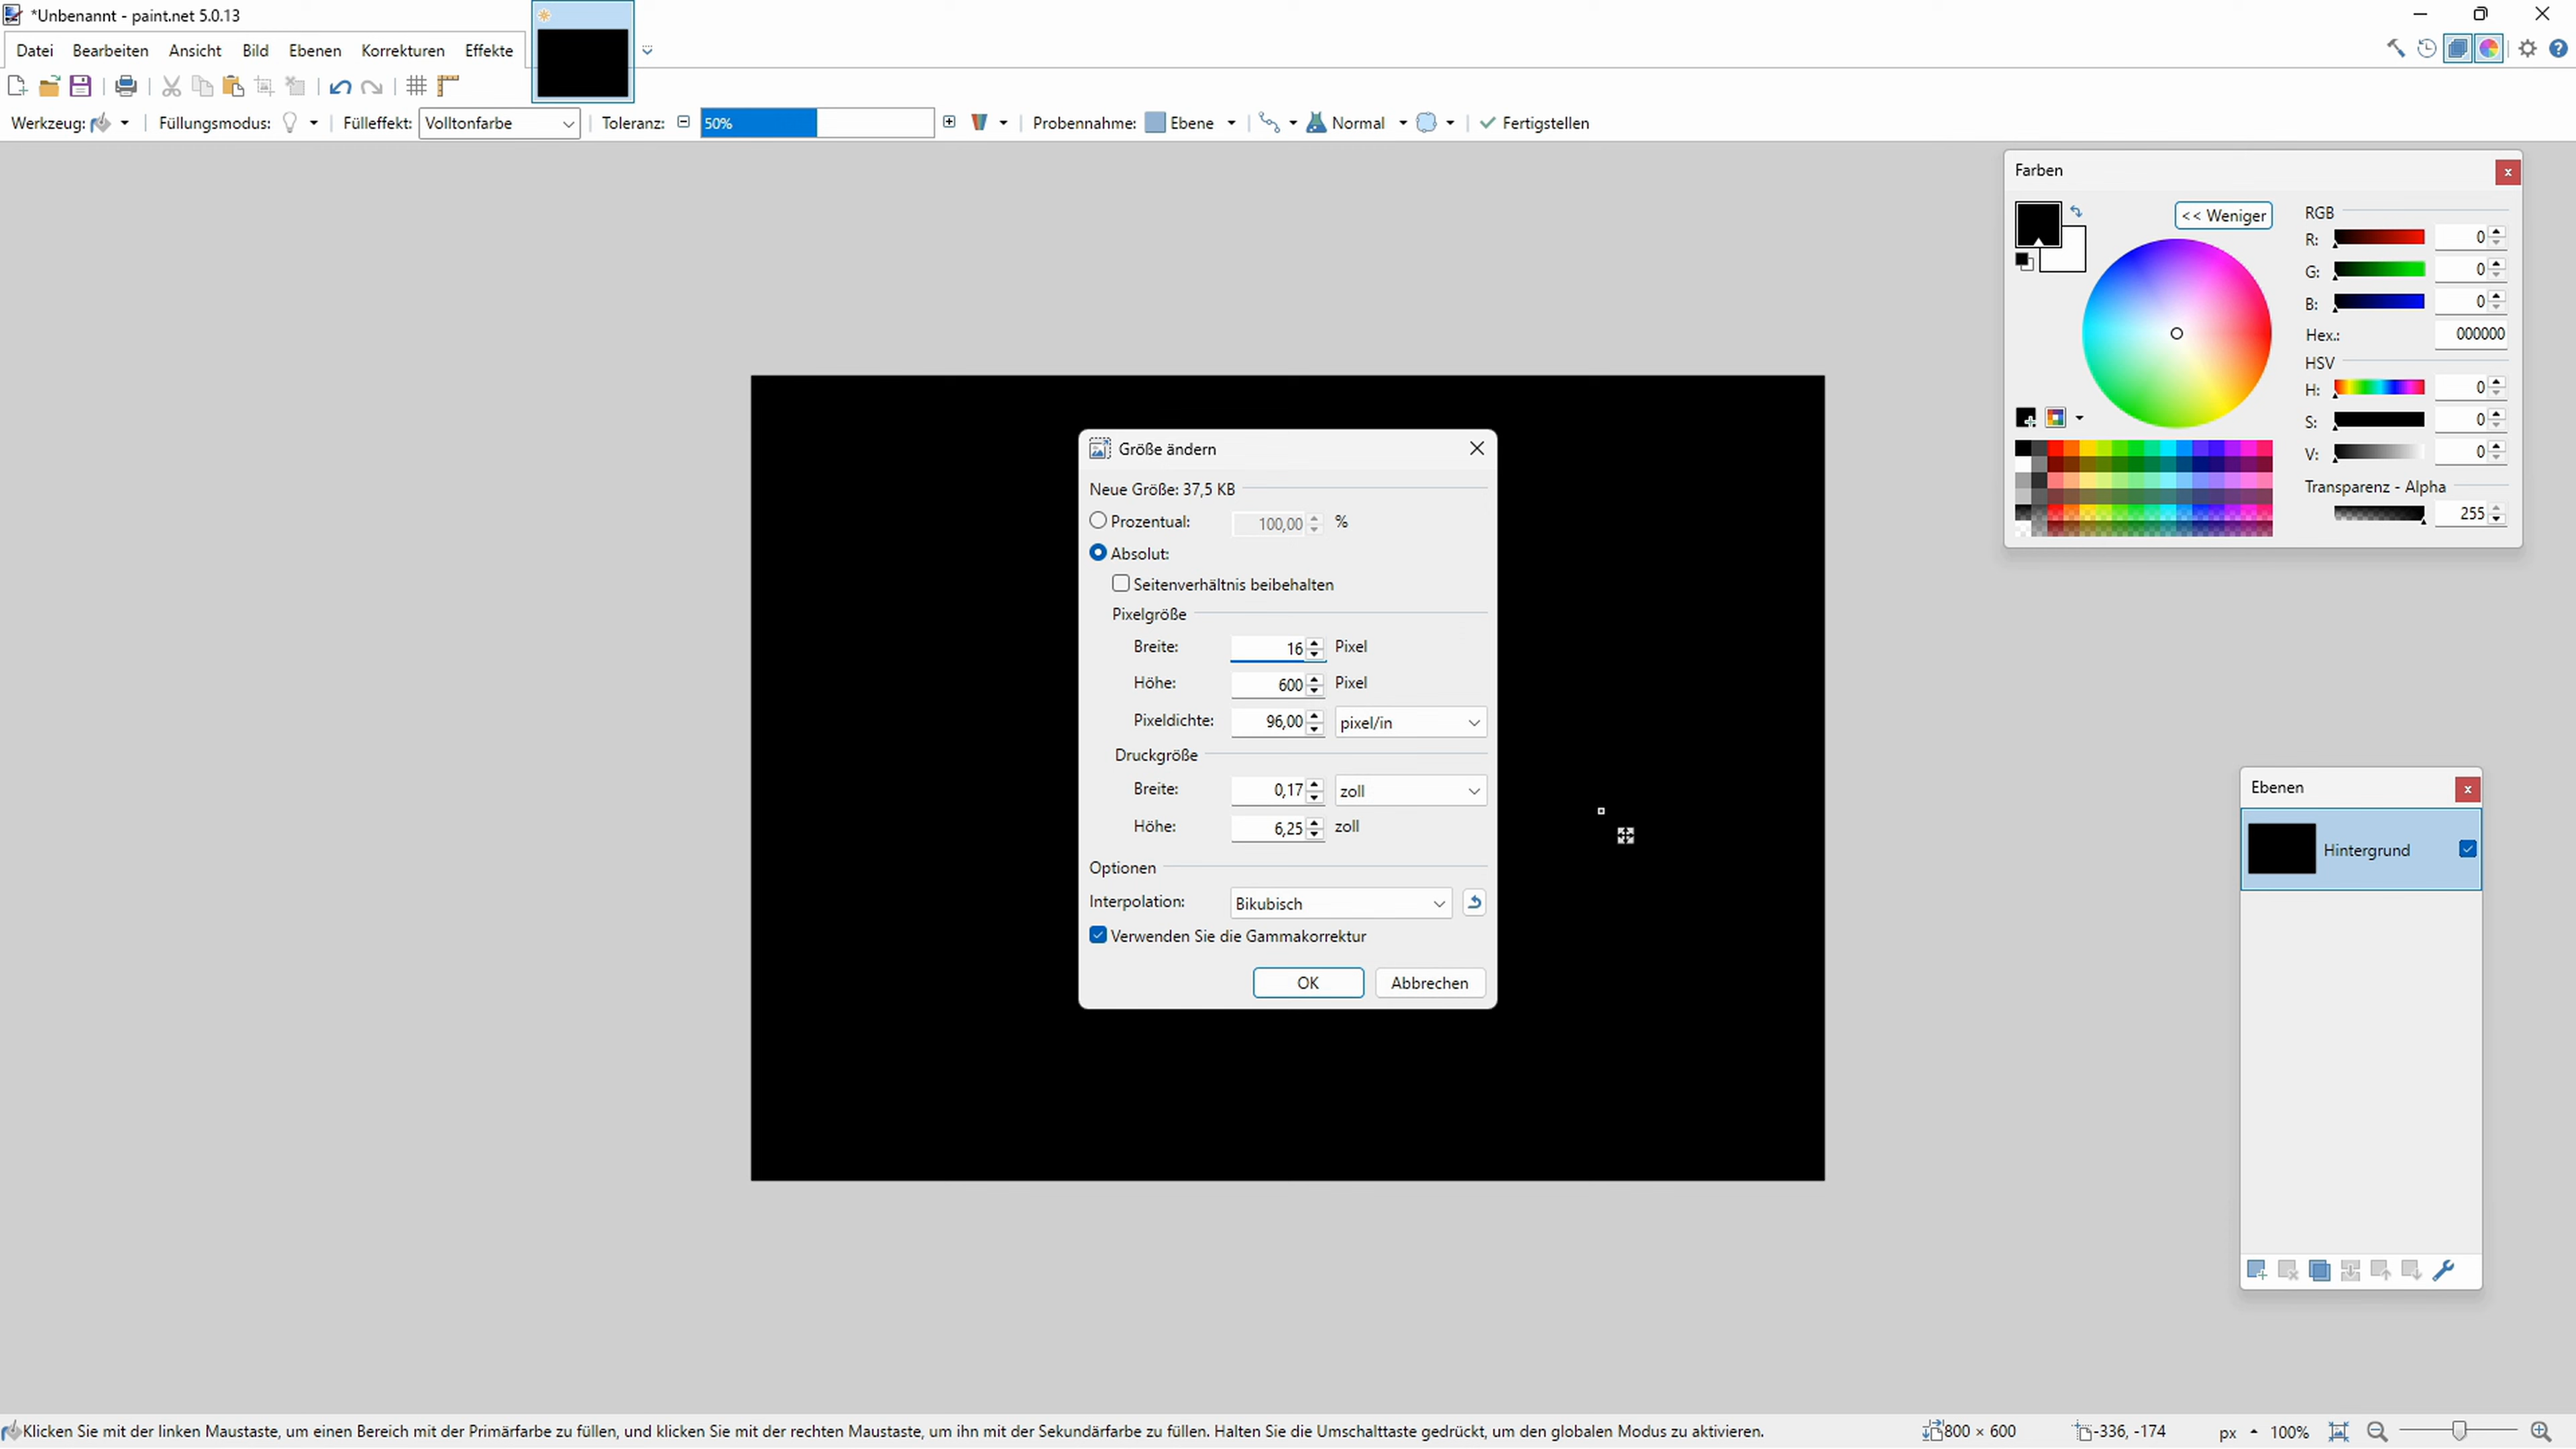 *Unbenannt - paint.net 5.0.13
Datei Bearbeiten Ansicht Bild Ebenen Korrekturen Effekte
Werkzeug: Füllungsmodus: Fülleffekt: Volltonfarbe Toleranz: 50% Probennahme: Ebene Normal Fertigstellen
Farben
<< Weniger
RGB
R: 0
G: 0
B: 0
Hex.: 000000
HSV
H: 0
S: 0
V: 0
Transparenz - Alpha
255
Größe ändern
Neue Größe: 37,5 KB
Prozentual: 100,00 %
Absolut:
Seitenverhältnis beibehalten
Pixelgröße
Breite: 16 Pixel
Höhe: 600 Pixel
Pixeldichte: 96,00 pixel/in
Druckgröße
Breite: 0,17 zoll
Höhe: 6,25 zoll
Optionen
Interpolation: Bikubisch
Verwenden Sie die Gammakorrektur
OK Abbrechen
Ebenen
Hintergrund
Klicken Sie mit der linken Maustaste, um einen Bereich mit der Primärfarbe zu füllen, und klicken Sie mit der rechten Maustaste, um ihn mit der Sekundärfarbe zu füllen. Halten Sie die Umschalttaste gedrückt, um den globalen Modus zu aktivieren. 800 × 600 -336, -174 px 100%